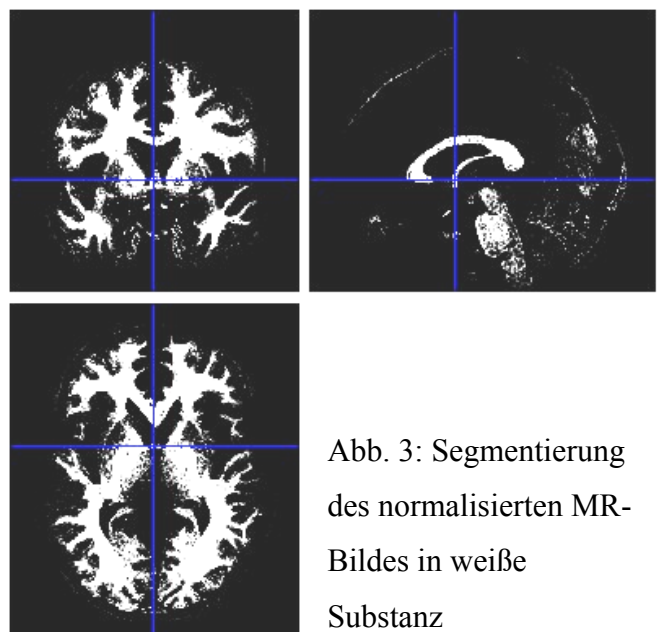 Abb. 3: Segmentierung
des normalisierten MR-
Bildes in weiße
Substanz